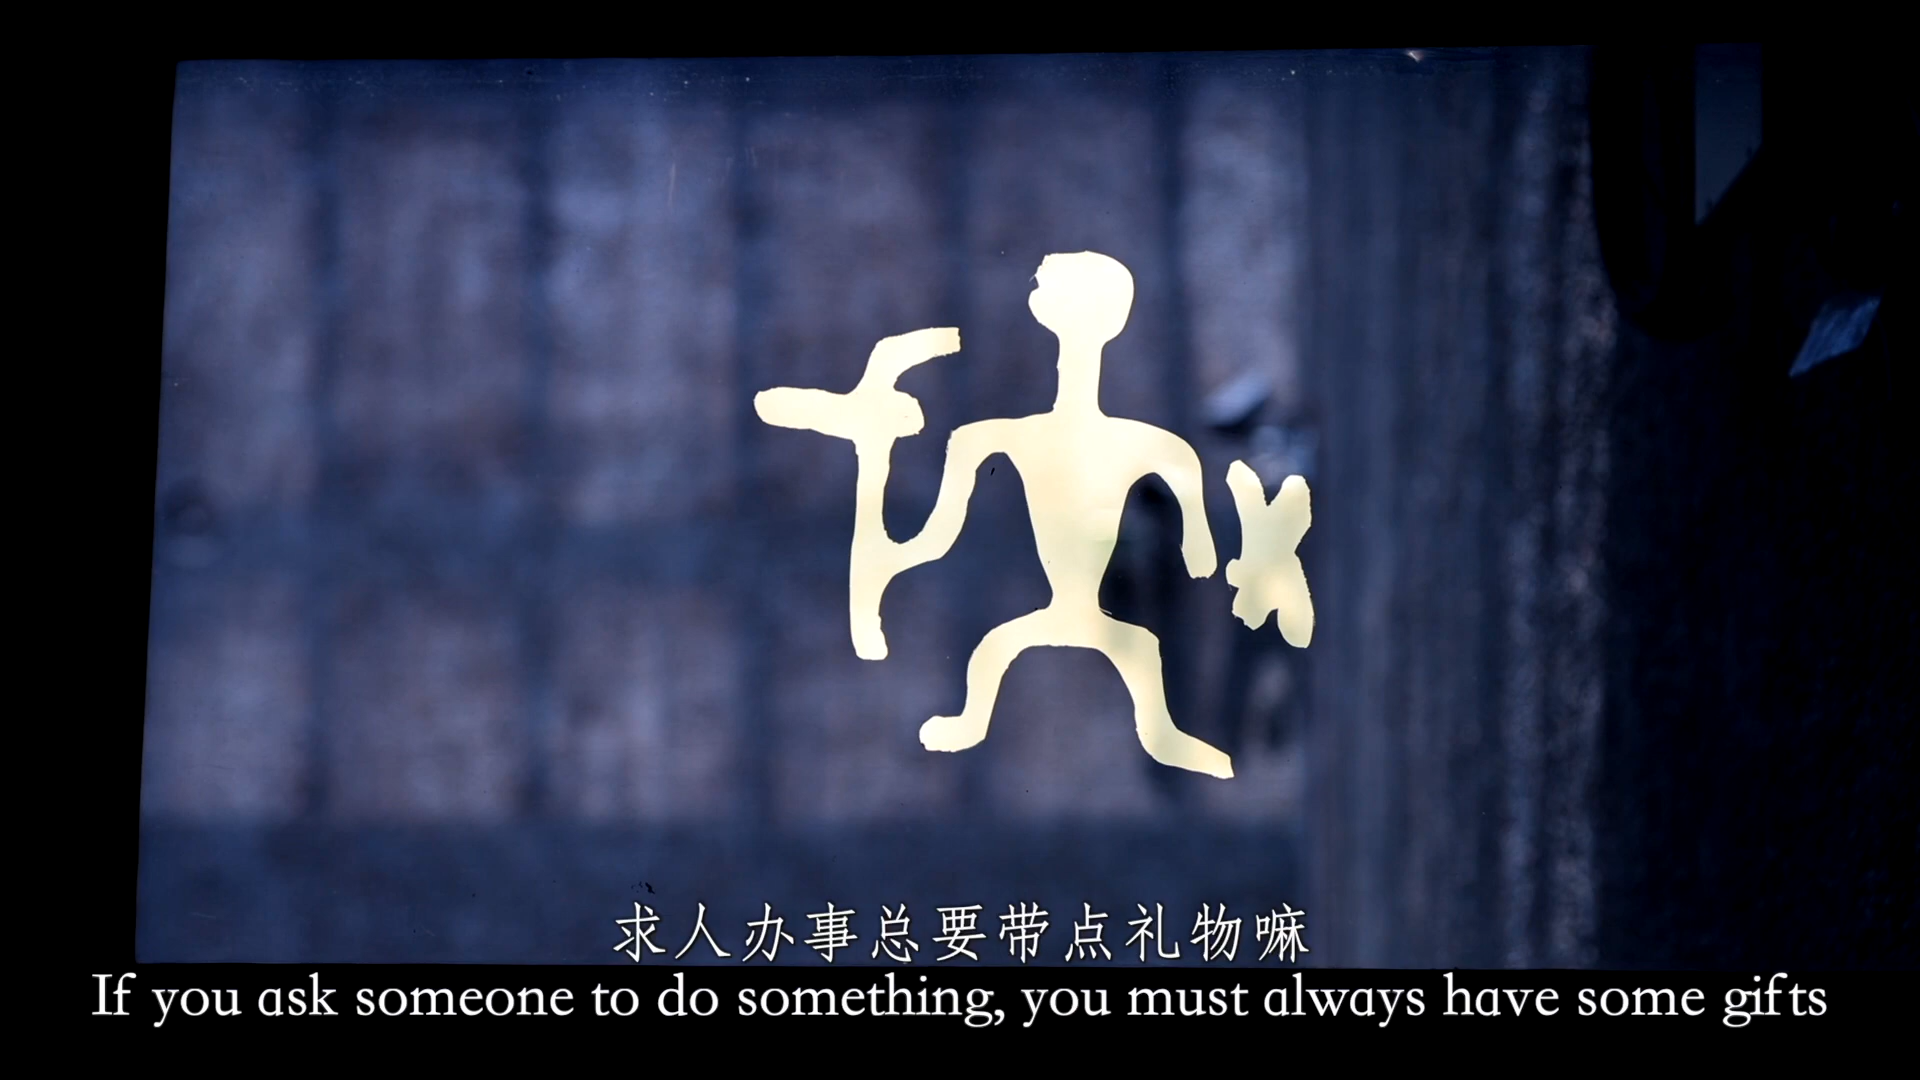 求人办事总要带点礼物嘛
If you ask someone to do something, you must always have some gifts